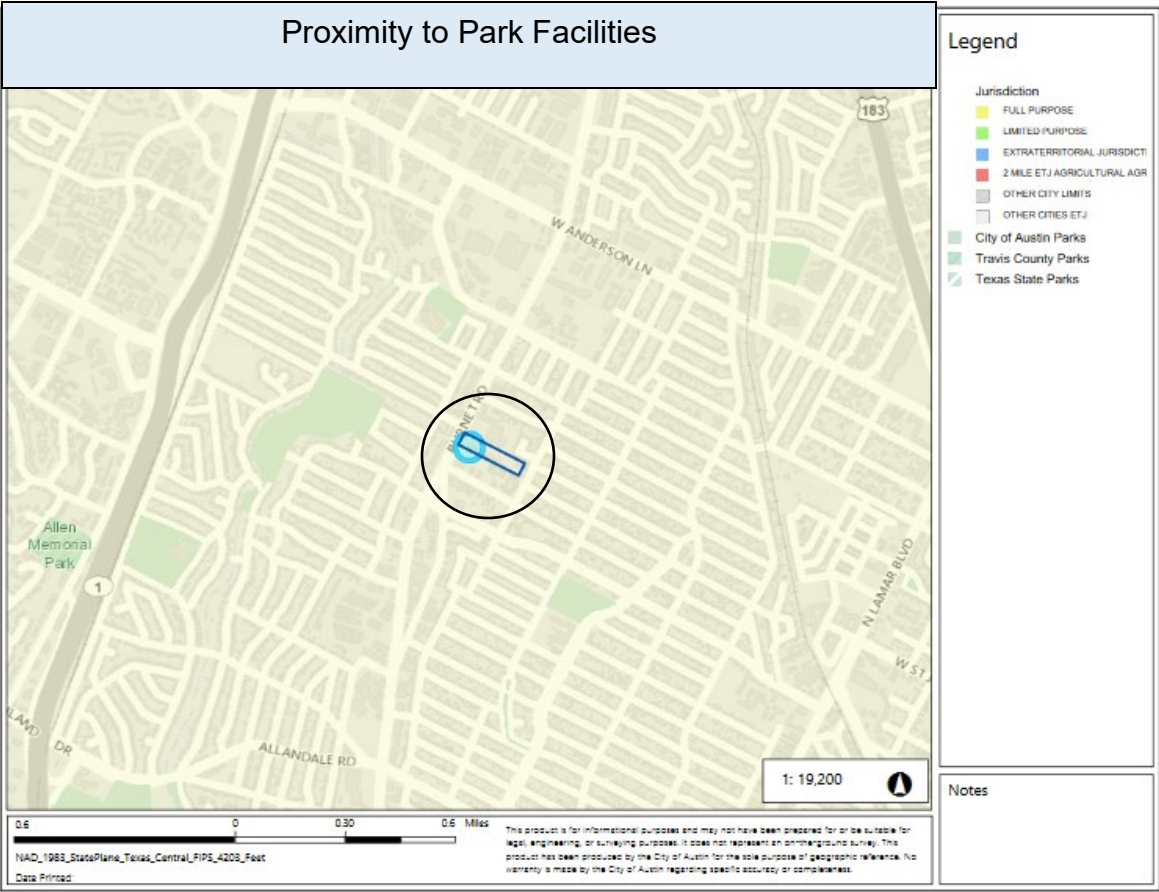 Proximity to Park Facilities
Legend
Jurisdiction
FULL PURPOSE
LIMITED PURPOSE
EXTRATERRITORIAL JURISDICTI
2 MILE ETJ AGRICULTURAL AGR
OTHER CITY LIMITS
OTHER CITIES ETJ
City of Austin Parks
Travis County Parks
Texas State Parks
183
W ANDERSON LN
Allen
Memorial
Park
1
N LAMAR BLVD
W ST J
DR
ALLANDALE RD
1: 19,200
Notes
0.6 0 0.30 0.6 Miles
NAD_1983_StatePlane_Texas_Central_FIPS_4203_Feet
Date Printed:
This product is for informational purposes and may not have been prepared for or be suitable for
legal, engineering, or surveying purposes. It does not represent an on-the-ground survey. This
product has been produced by the City of Austin for the sole purpose of geographic reference. No
warranty is made by the City of Austin regarding specific accuracy or completeness.